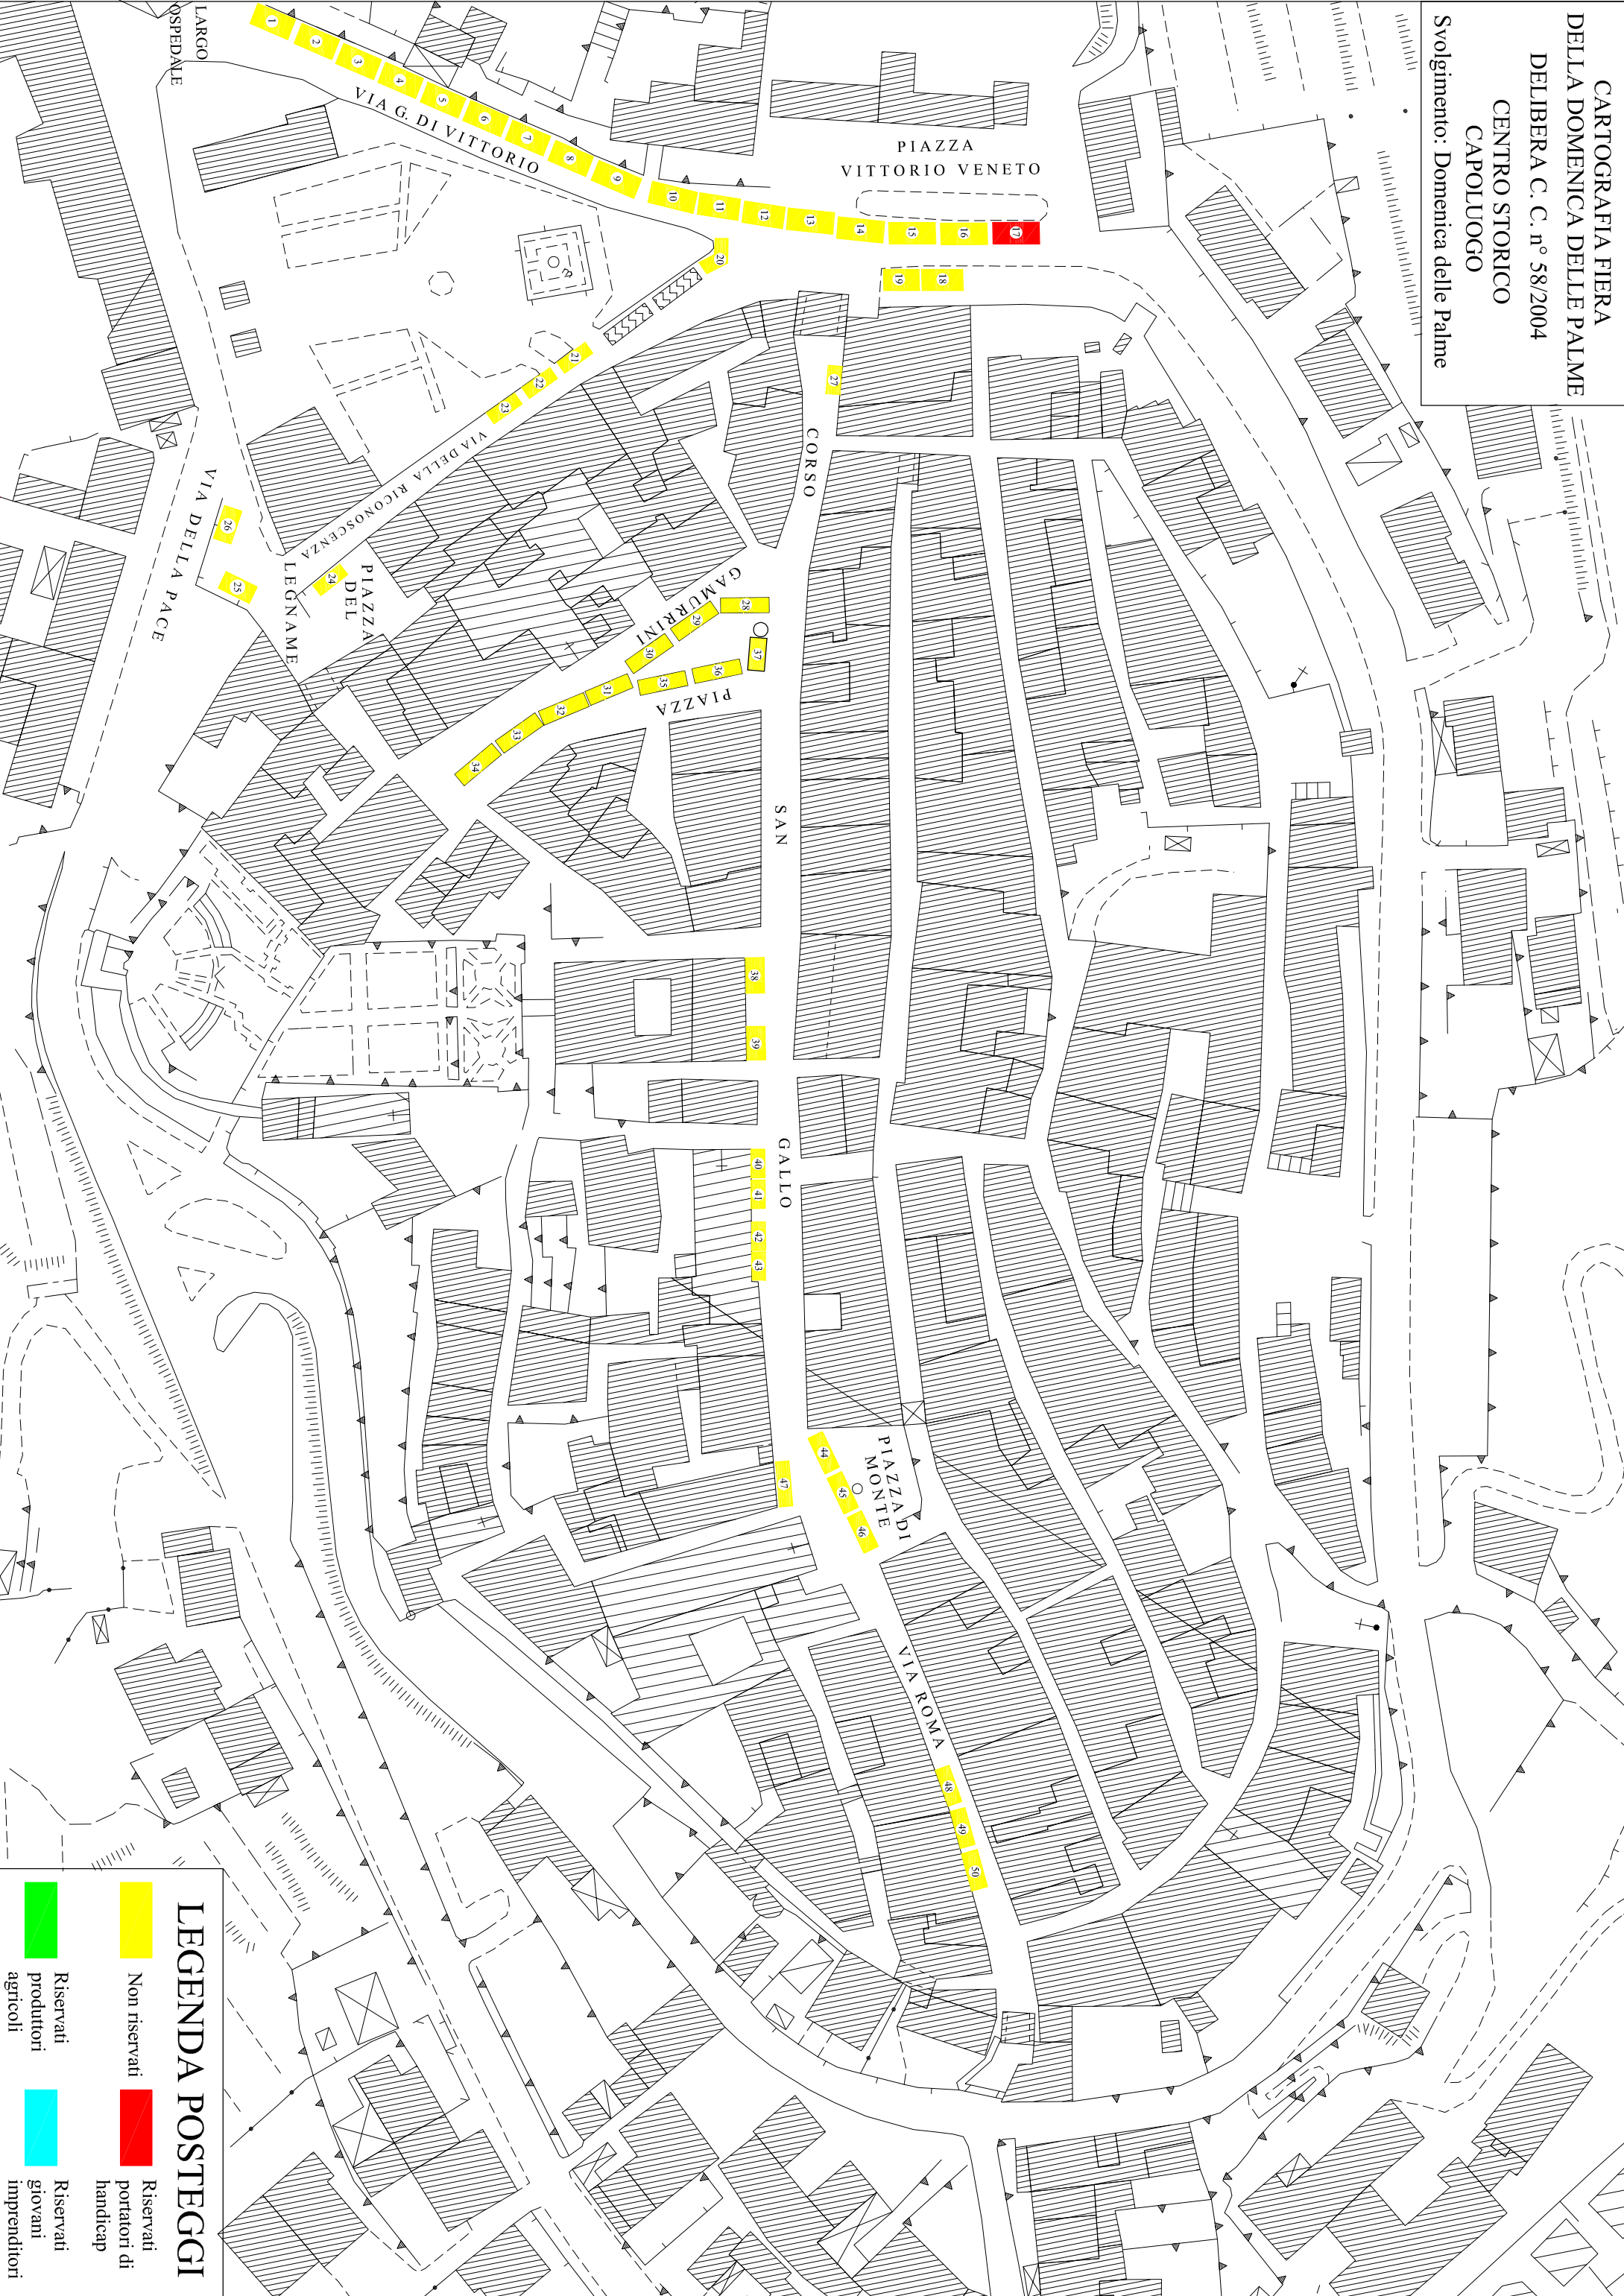 CARTOGRAFIA FIERA
DELLA DOMENICA DELLE PALME
DELIBERA C. C. n° 58/2004
CENTRO STORICO
CAPOLUOGO
Svolgimento: Domenica delle Palme
LARGO
OSPEDALE
VIA G. DI VITTORIO
PIAZZA
VITTORIO VENETO
1
2
3
4
5
6
7
8
9
10
11
12
13
14
15
16
17
18
19
20
21
22
23
VIA DELLA RICONOSCENZA
24
PIAZZA
DEL
LEGNAME
25
26
VIA DELLA PACE
27
CORSO
SAN
GALLO
PIAZZA
GAMURRINI
28
29
30
31
32
33
34
35
36
37
38
39
40
41
42
43
44
45
46
PIAZZA DI
MONTE
47
VIA ROMA
48
49
50
LEGENDA POSTEGGI
Non riservati
Riservati
portatori di
handicap
Riservati
produttori
agricoli
Riservati
giovani
imprenditori